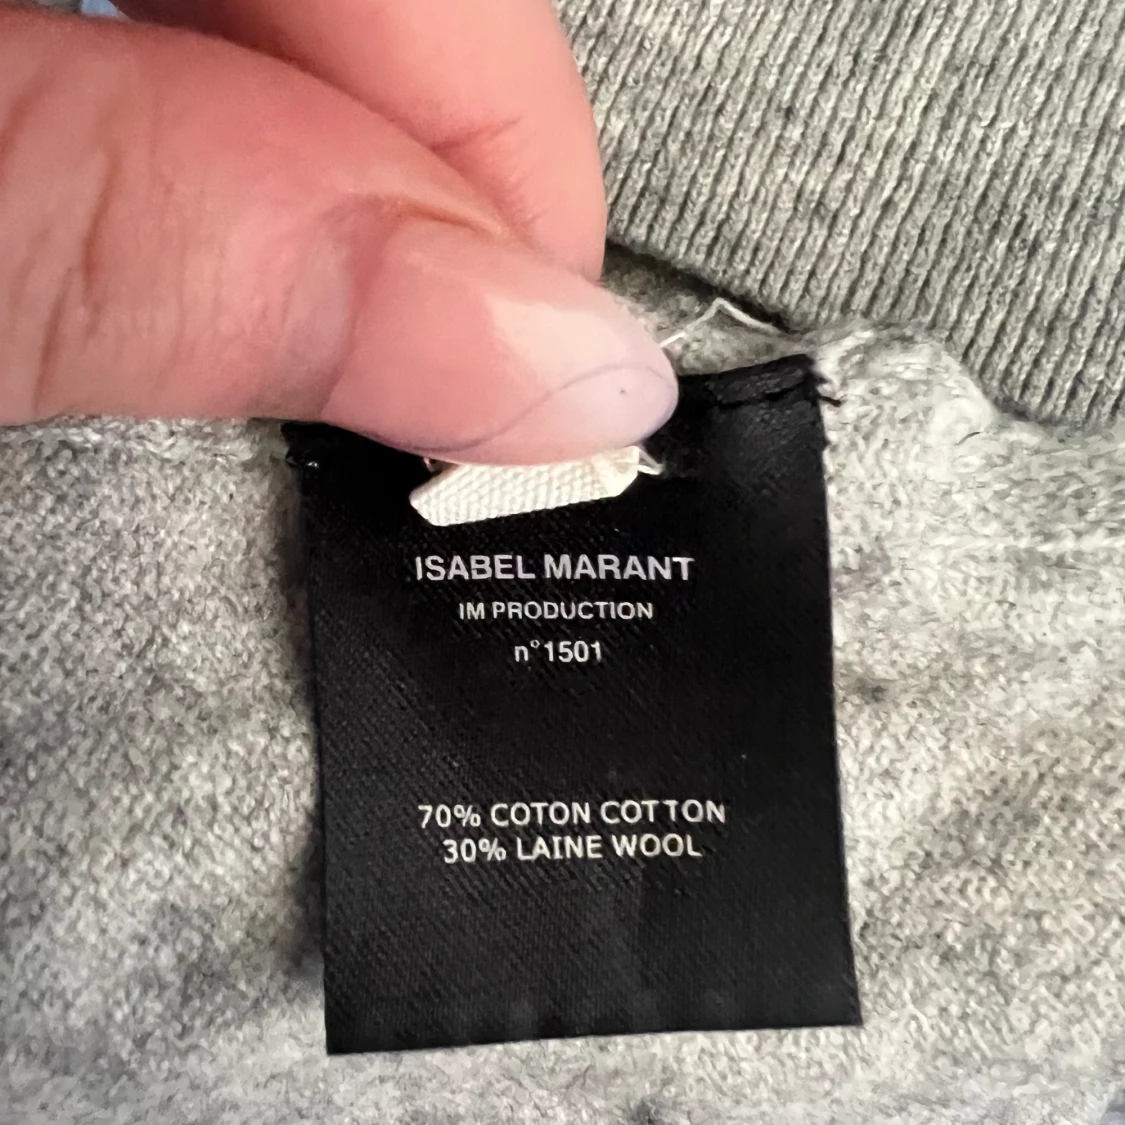 ISABEL MARANT
IM PRODUCTION
n°1501
70% COTON COTTON
30% LAINE WOOL